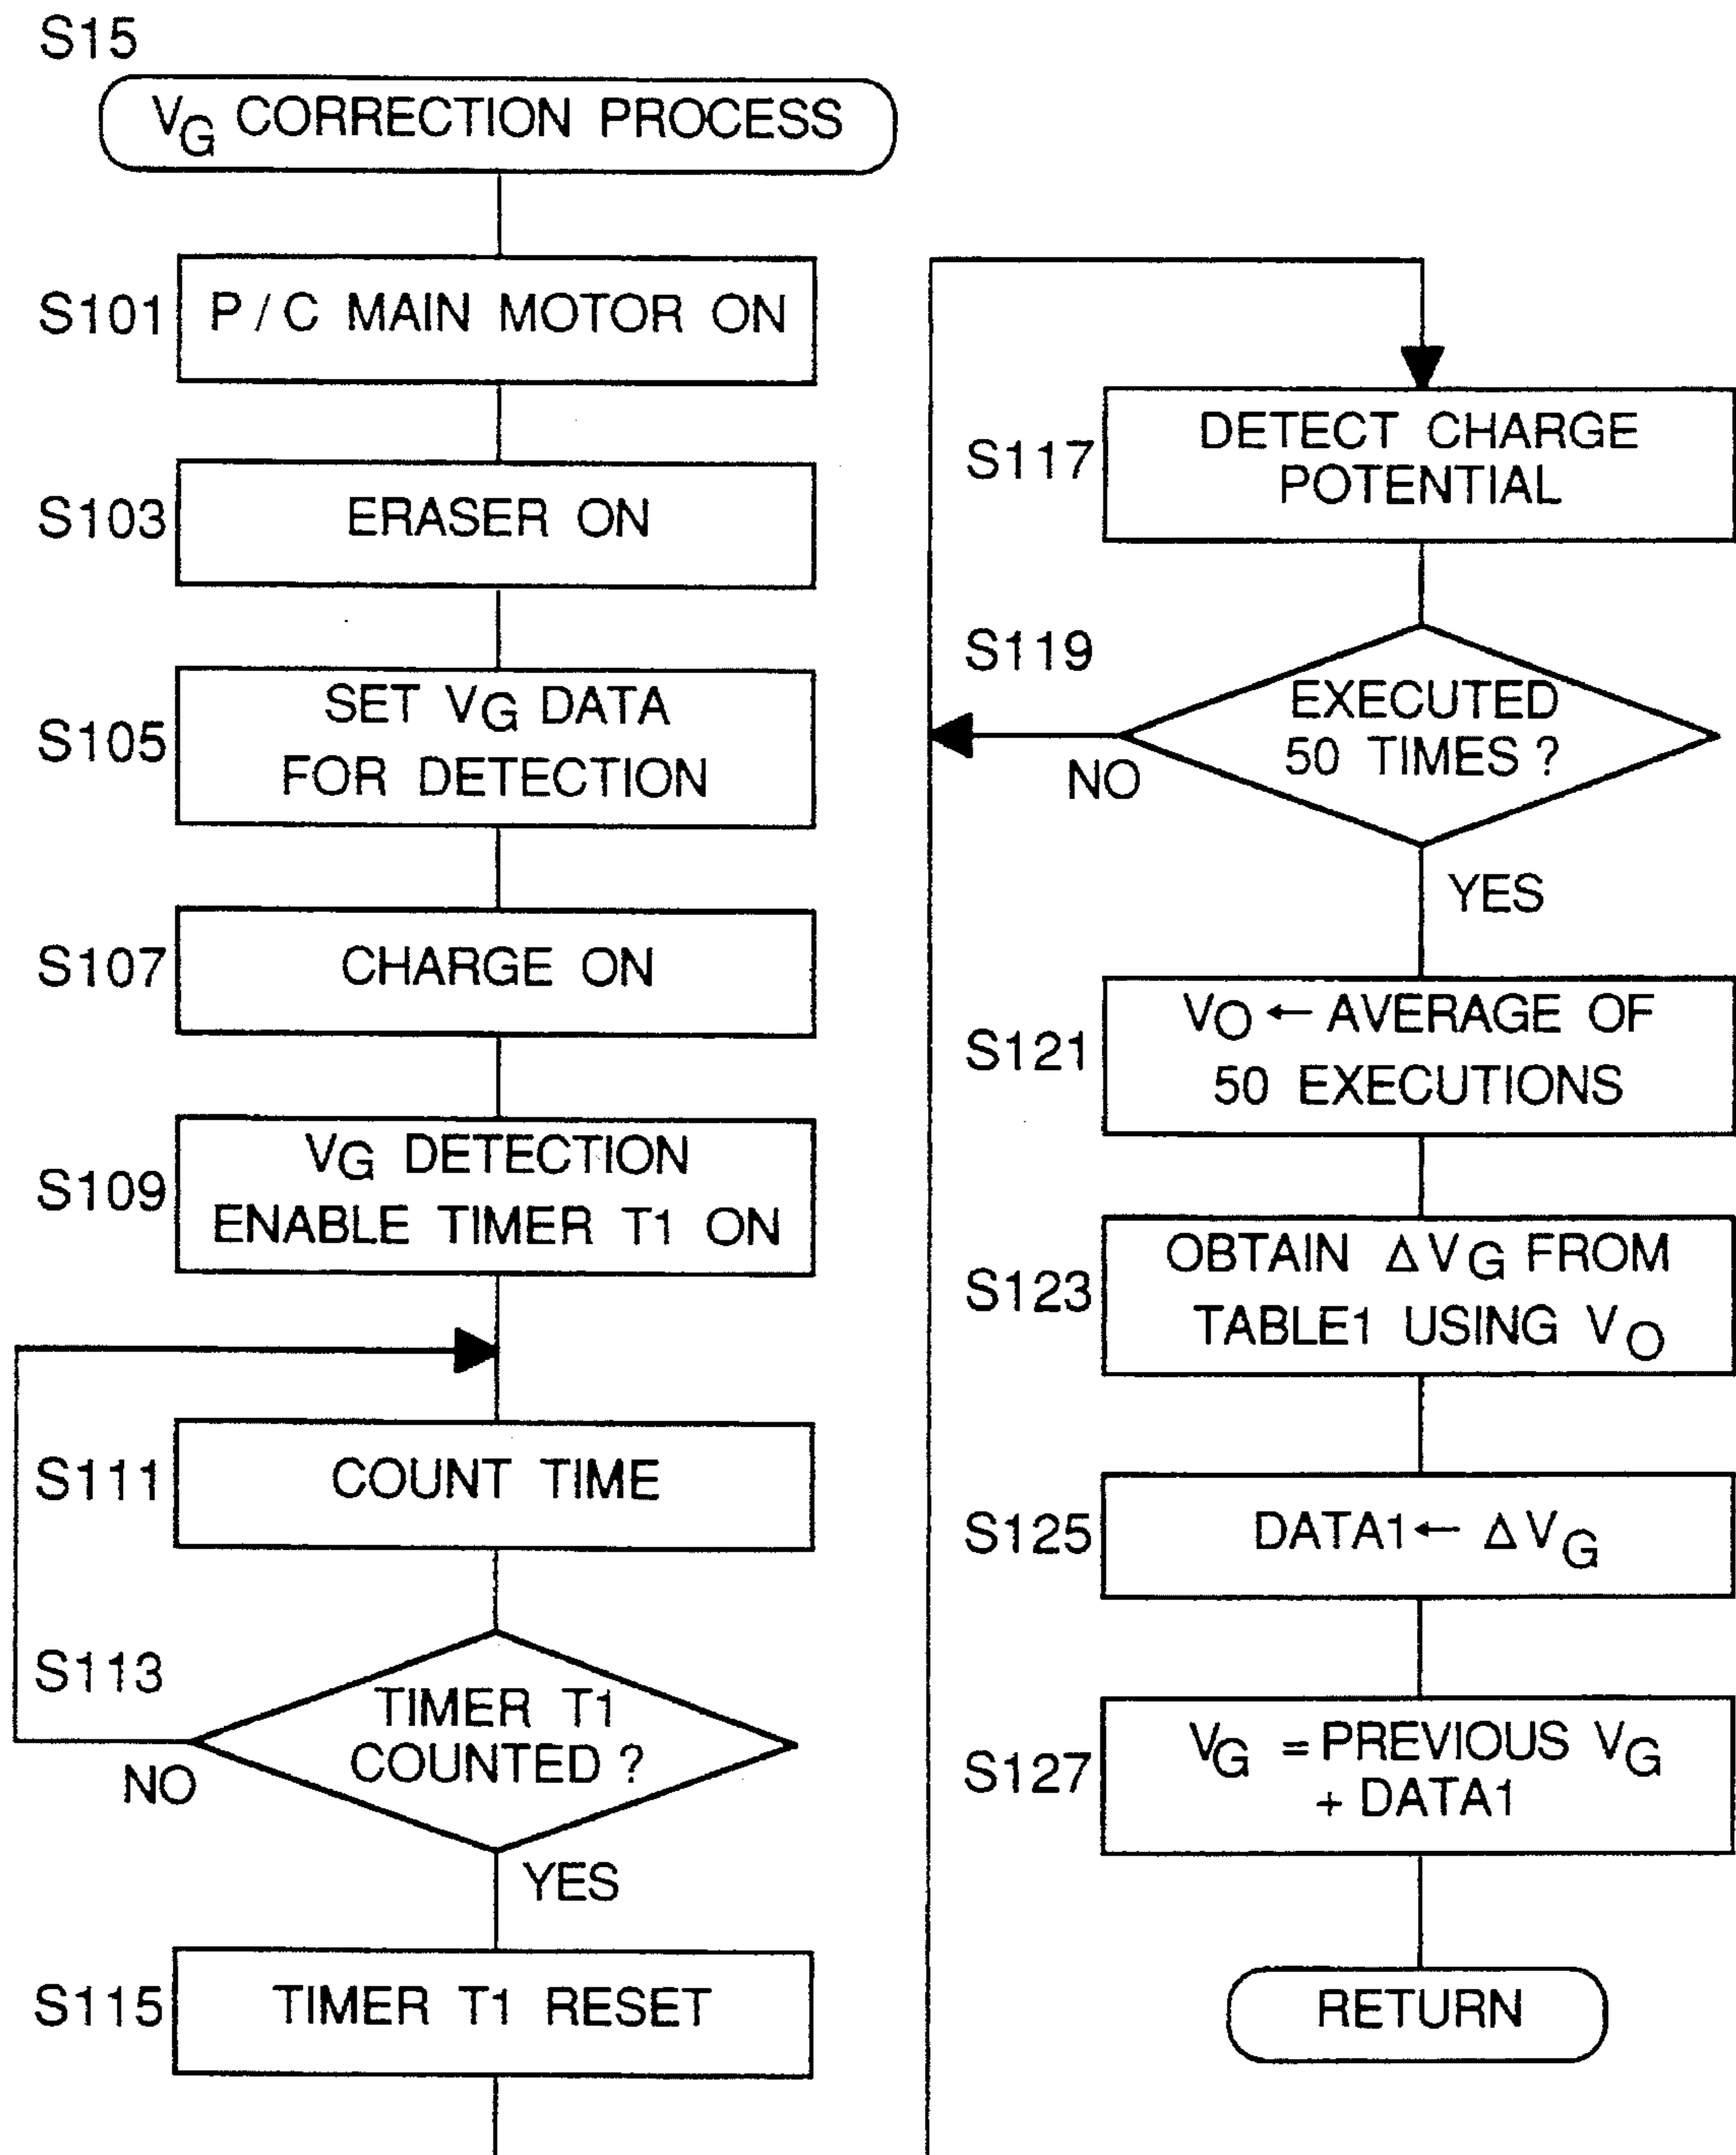 S15
VG CORRECTION PROCESS
S101
P/C MAIN MOTOR ON
S103
ERASER ON
S105
SET VG DATA
FOR DETECTION
S107
CHARGE ON
S109
VG DETECTION
ENABLE TIMER T1 ON
S111
COUNT TIME
S113
TIMER T1
COUNTED ?
NO
YES
S115
TIMER T1 RESET
S117
DETECT CHARGE
POTENTIAL
S119
EXECUTED
50 TIMES ?
NO
YES
S121
VO ← AVERAGE OF
50 EXECUTIONS
S123
OBTAIN ΔVG FROM
TABLE1 USING VO
S125
DATA1 ← ΔVG
S127
VG = PREVIOUS VG
+ DATA1
RETURN